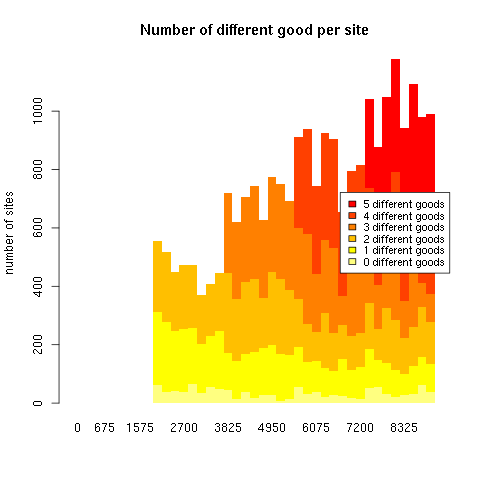 Number of different good per site
number of sites
1000
800
600
400
200
0
5 different goods
4 different goods
3 different goods
2 different goods
1 different goods
0 different goods
0 675 1575 2700 3825 4950 6075 7200 8325